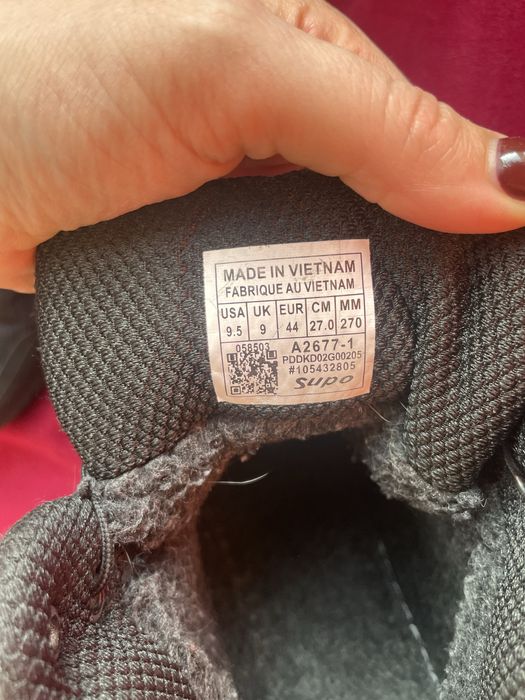 MADE IN VIETNAM
FABRIQUE AU VIETNAM
USA UK EUR CM MM
9.5 9 44 27.0 270
058503 A2677-1
PDDKD02G00205
#105432805
Supo